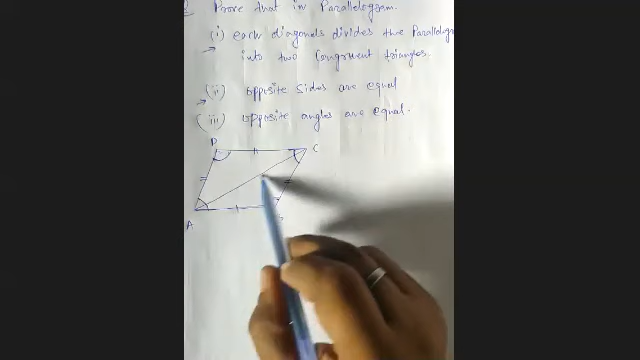 Prove that in Parallelogram.
(i) each diagonals divides the Parallelogr
into two Congruent triangles.
(ii) opposite sides are equal
(iii) opposite angles are equal.
D
C
A